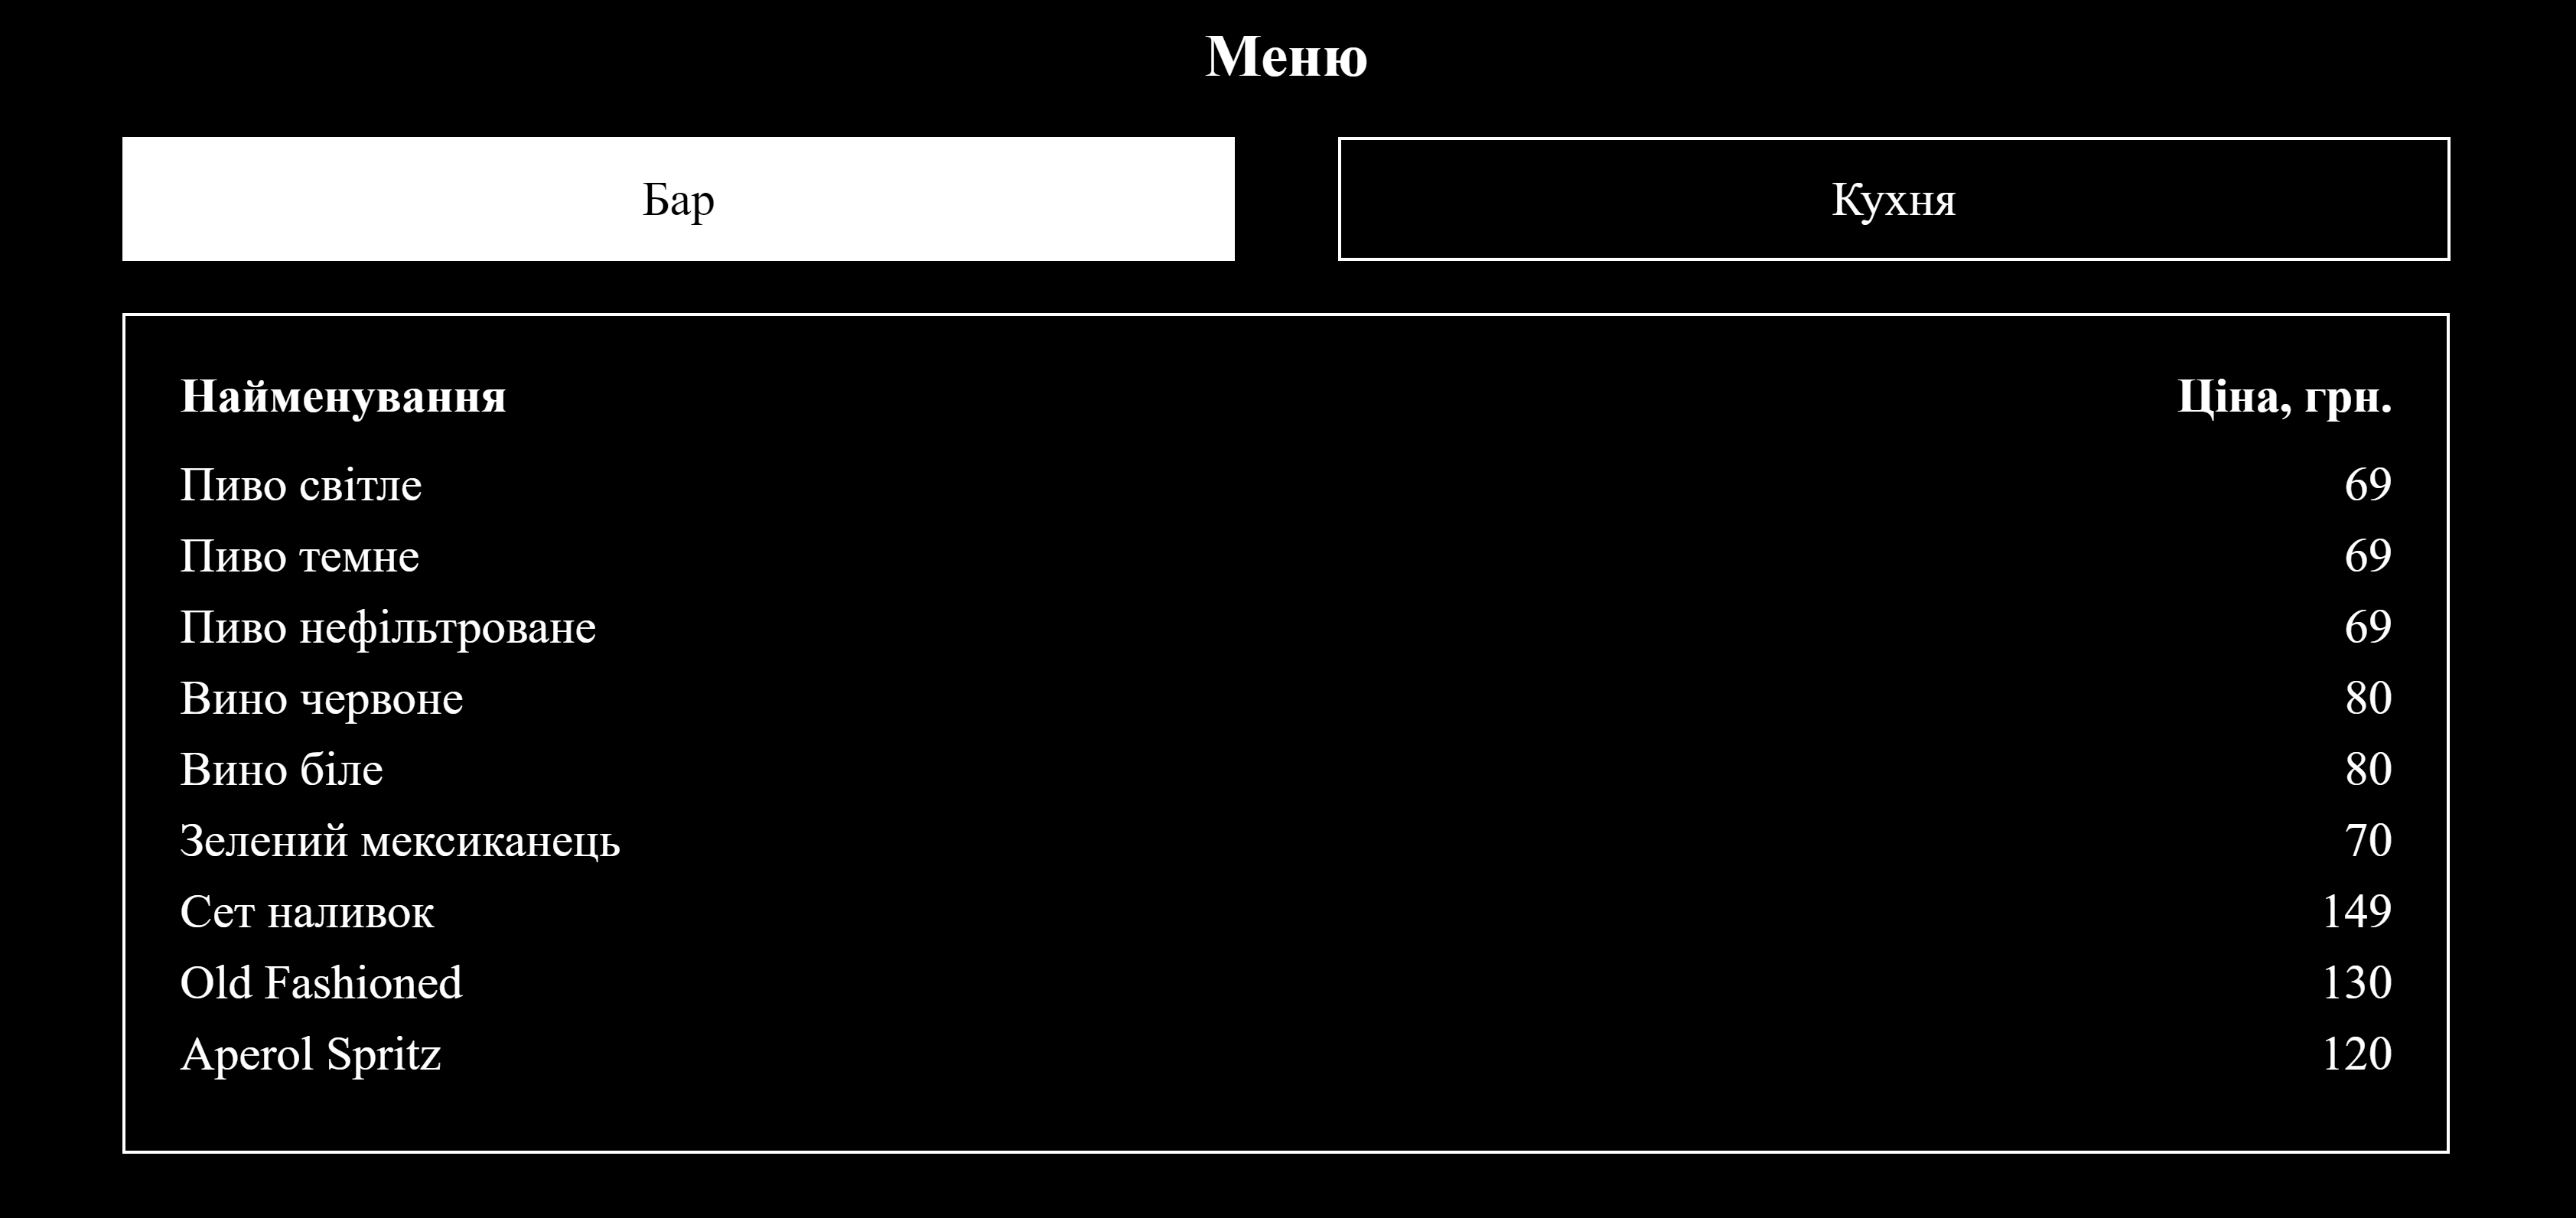 Меню
Бар Кухня
Найменування Ціна, грн.
Пиво світле 69
Пиво темне 69
Пиво нефільтроване 69
Вино червоне 80
Вино біле 80
Зелений мексиканець 70
Сет наливок 149
Old Fashioned 130
Aperol Spritz 120